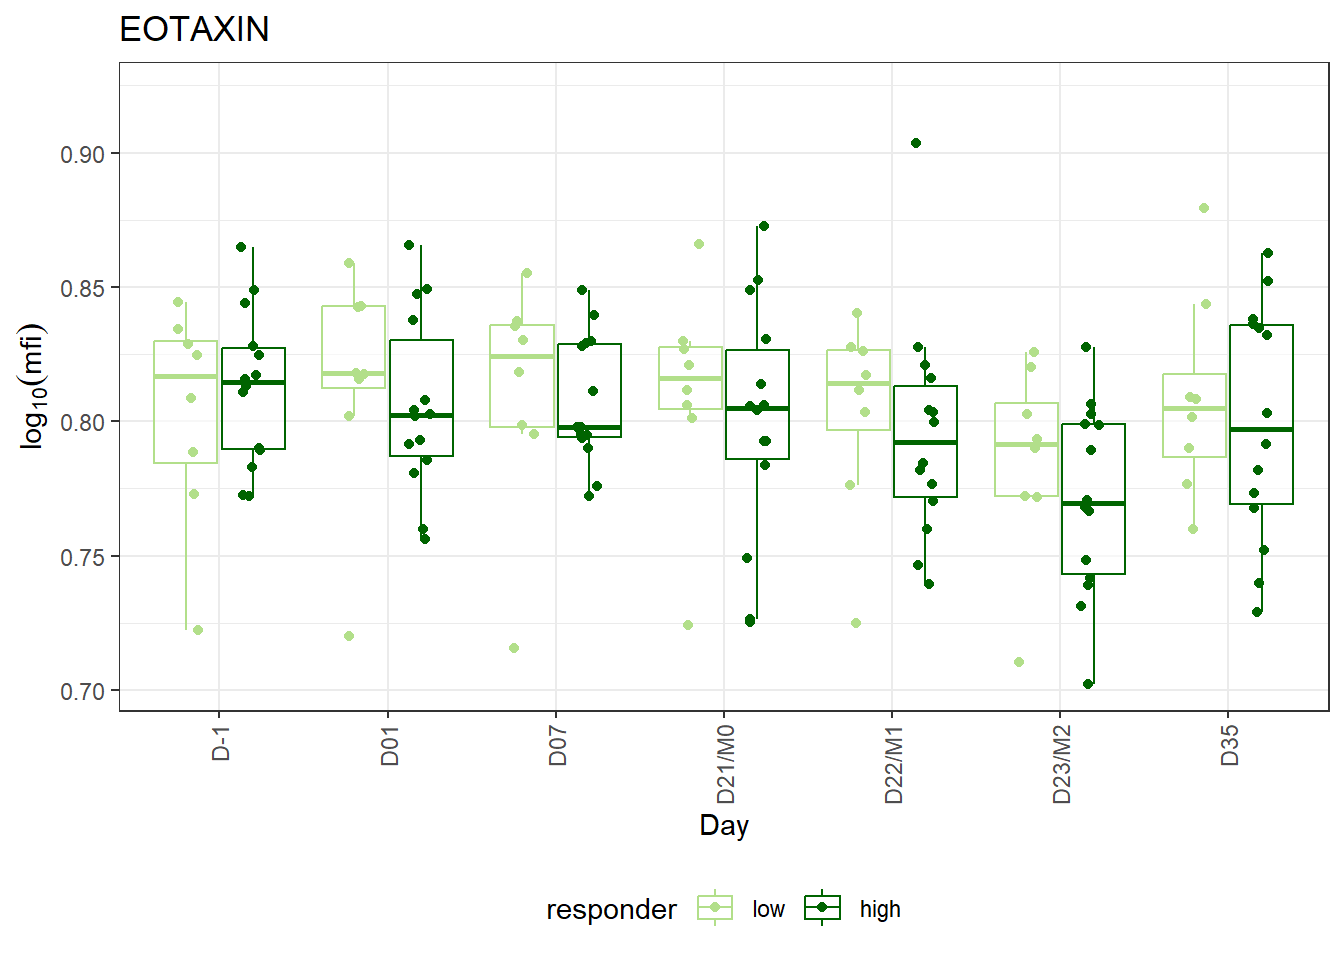 EOTAXIN
log10(mfi)
0.90
0.85
0.80
0.75
0.70
D-1
D01
D07
D21/M0
D22/M1
D23/M2
D35
Day
responder low high